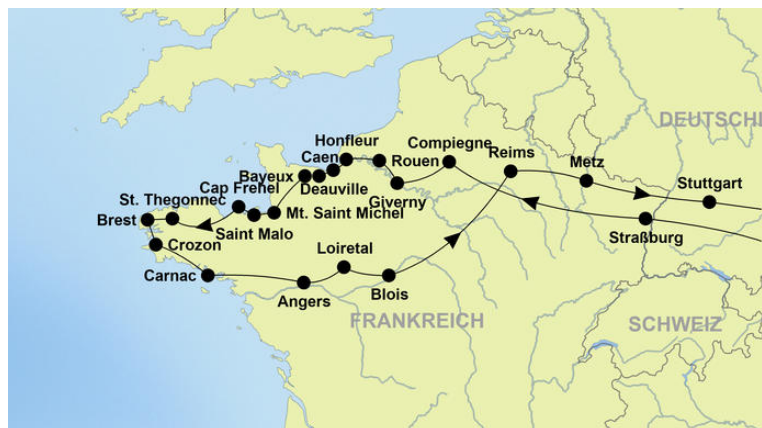 DEUTSCHL
Honfleur
Compiegne
Caen
Rouen
Reims
Metz
Bayeux
Deauville
Cap Frehel
Giverny
St. Thegonnec
Stuttgart
Mt. Saint Michel
Brest
Saint Malo
Straßburg
Crozon
Loiretal
Carnac
Angers
Blois
FRANKREICH
SCHWEIZ